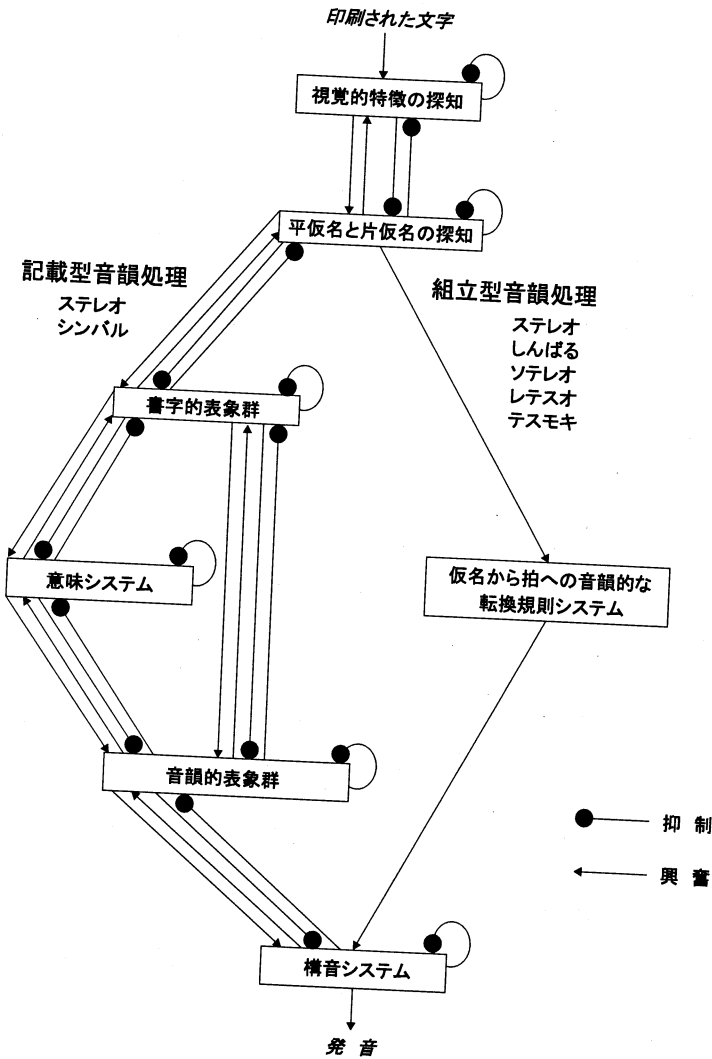 印刷された文字
視覚的特徴の探知
平仮名と片仮名の探知
記載型音韻処理
ステレオ
シンバル
組立型音韻処理
ステレオ
しんばる
ソテレオ
レテスオ
テスモキ
書字的表象群
意味システム
仮名から拍への音韻的な
転換規則システム
音韻的表象群
抑 制
興 奮
構音システム
発 音